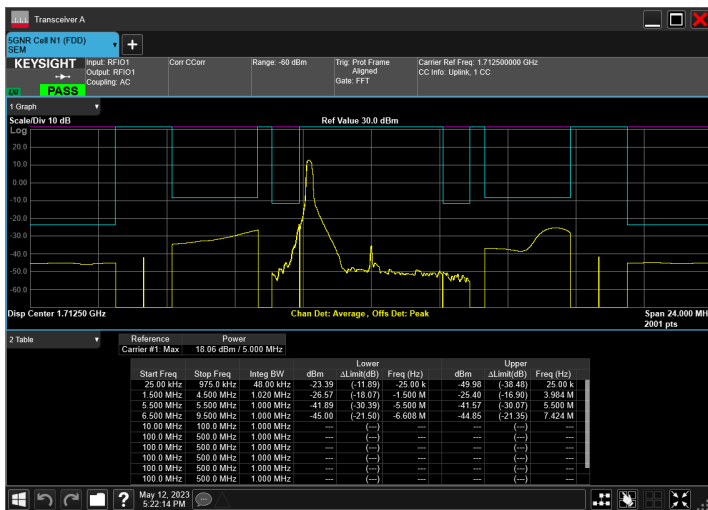 Transceiver A
5GNR Cell N1 (FDD)
SEM
KEYSIGHT
Input: RFIO1
Output: RFIO1
Coupling: AC
Corr CCorr
Range: -60 dBm
Trig: Prot Frame
Aligned
Gate: FFT
Carrier Ref Freq: 1.712500000 GHz
CC Info: Uplink, 1 CC
PASS
1 Graph
Scale/Div 10 dB
Ref Value 30.0 dBm
Log
20.0
10.0
0.00
-10.0
-20.0
-30.0
-40.0
-50.0
-60.0
Disp Center 1.71250 GHz
Chan Det: Average, Offs Det: Peak
Span 24.000 MH
2001 pts
2 Table
Reference Power
Carrier #1: Max 18.06 dBm / 5.000 MHz
Lower Upper
Start Freq Stop Freq Integ BW dBm ΔLimit(dB) Freq (Hz) dBm ΔLimit(dB) Freq (Hz)
25.00 kHz 975.0 kHz 48.00 kHz -23.39 (-11.89) -25.00 k -49.98 (-38.48) 25.00 k
1.500 MHz 4.500 MHz 1.020 MHz -26.57 (-18.07) -1.500 M -25.40 (-16.90) 3.984 M
5.500 MHz 5.500 MHz 1.000 MHz -41.89 (-30.39) -5.500 M -41.57 (-30.07) 5.500 M
6.500 MHz 9.500 MHz 1.000 MHz -45.00 (-21.50) -6.608 M -44.85 (-21.35) 7.424 M
10.00 MHz 100.0 MHz 1.000 MHz --- (---) --- --- (---) ---
100.0 MHz 500.0 MHz 1.000 MHz --- (---) --- --- (---) ---
100.0 MHz 500.0 MHz 1.000 MHz --- (---) --- --- (---) ---
100.0 MHz 500.0 MHz 1.000 MHz --- (---) --- --- (---) ---
100.0 MHz 500.0 MHz 1.000 MHz --- (---) --- --- (---) ---
100.0 MHz 500.0 MHz 1.000 MHz --- (---) --- --- (---) ---
May 12, 2023
5:22:14 PM